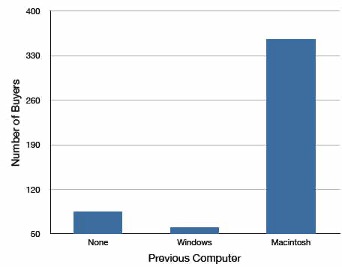 400
330
260
190
120
50
Number of Buyers
None
Windows
Macintosh
Previous Computer